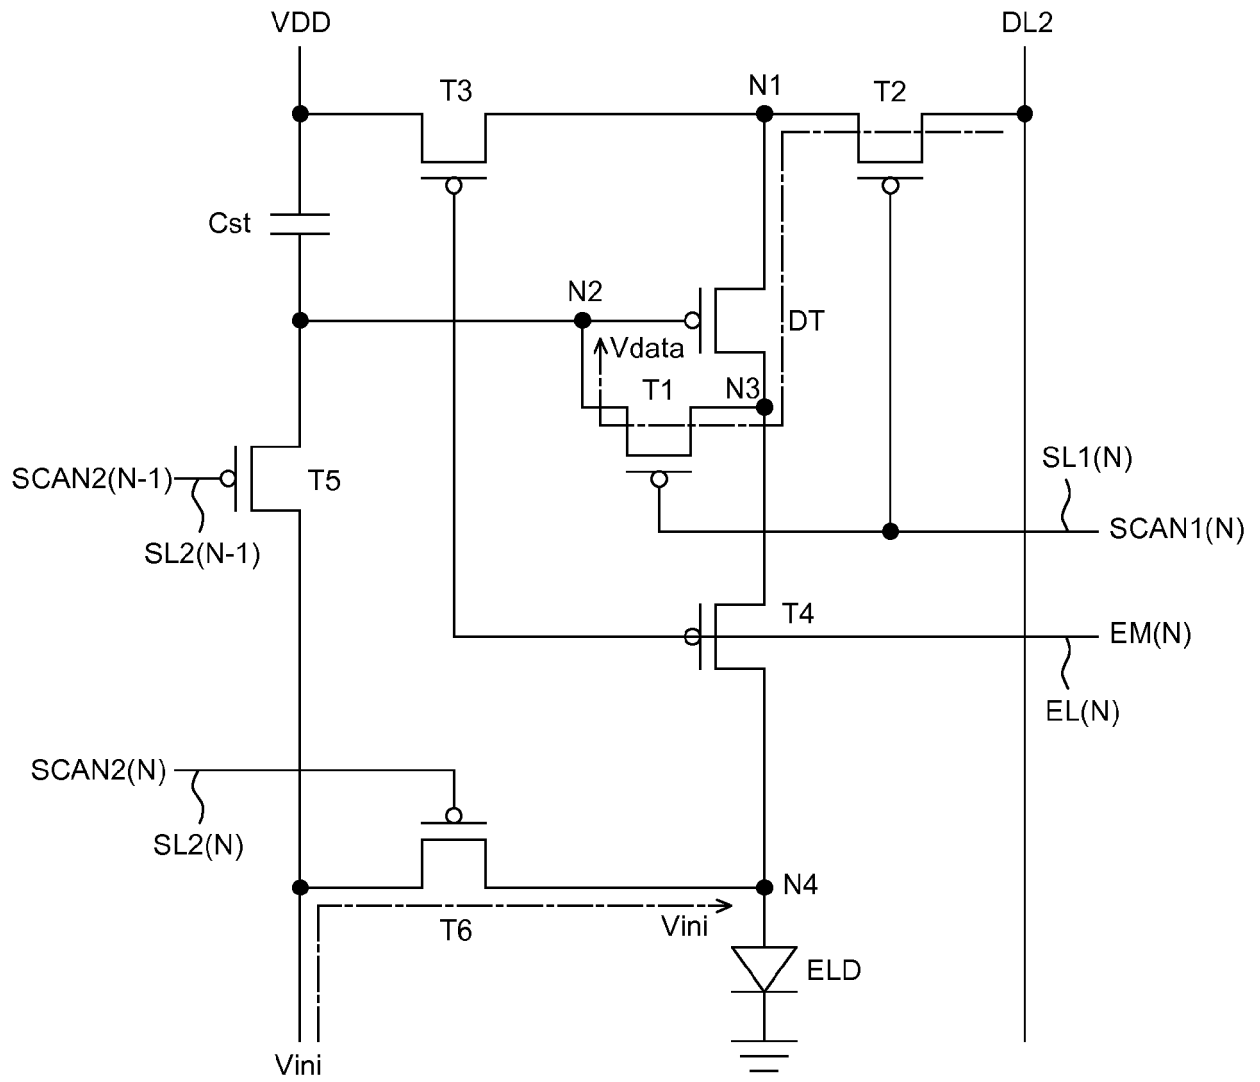 VDD
DL2
T3
N1
T2
Cst
N2
DT
Vdata
T1
N3
SCAN2(N-1)
T5
SL1(N)
SL2(N-1)
SCAN1(N)
T4
EM(N)
EL(N)
SCAN2(N)
SL2(N)
N4
T6
Vini
ELD
Vini